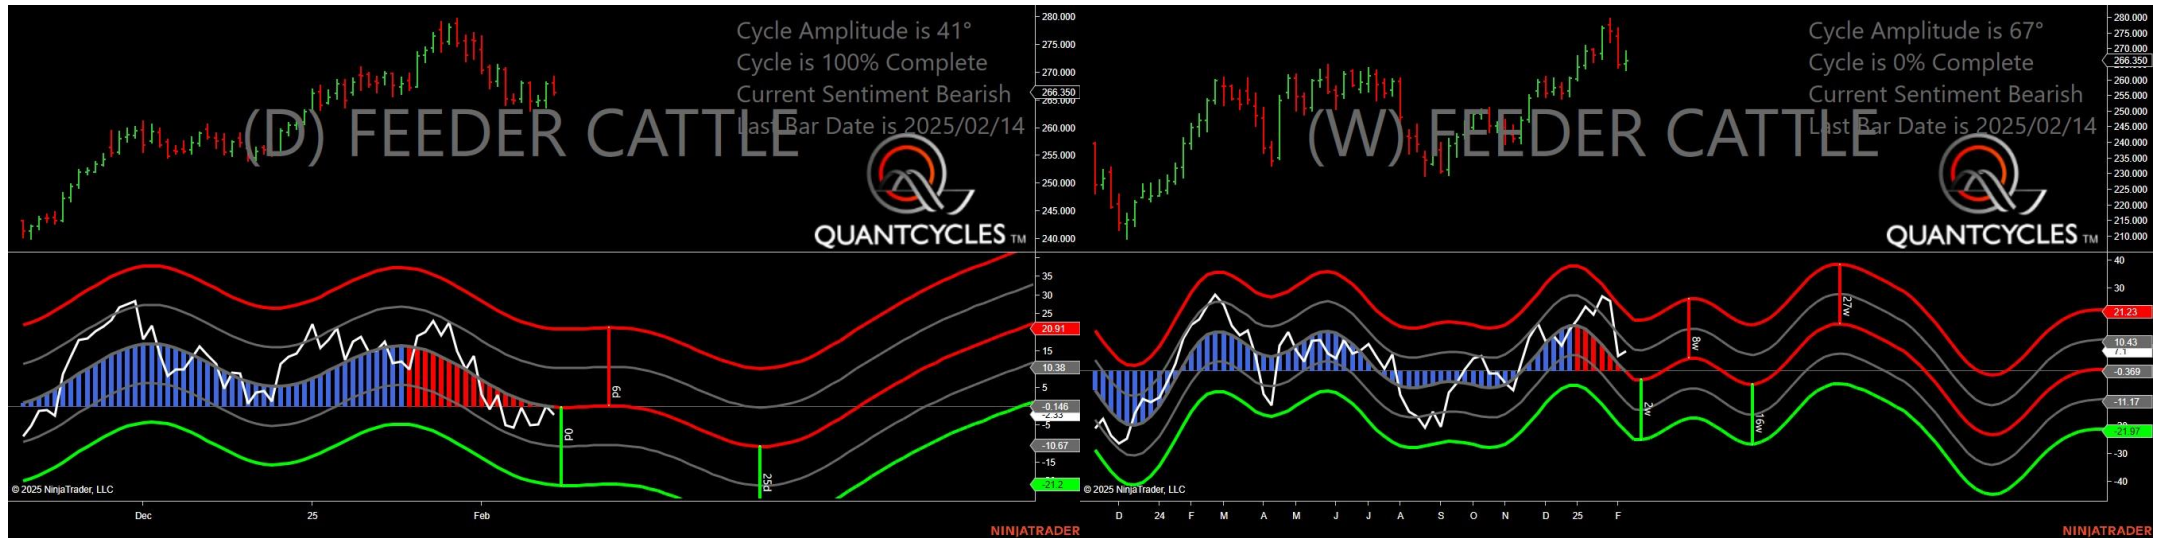 Cycle Amplitude is 41°
Cycle is 100% Complete
Current Sentiment Bearish
Last Bar Date is 2025/02/14
(D) FEEDER CATTLE
QUANTCYCLES TM
280.000
275.000
270.000
266.350
265.000
260.000
255.000
250.000
245.000
240.000
35
30
25
20.91
15
10.38
5
-0.146
-2.33
-5
-10.67
-15
-21.2
6d
0d
25d
© 2025 NinjaTrader, LLC
Dec
25
Feb
NINJATRADER
Cycle Amplitude is 67°
Cycle is 0% Complete
Current Sentiment Bearish
Last Bar Date is 2025/02/14
(W) FEEDER CATTLE
QUANTCYCLES TM
280.000
275.000
270.000
266.350
260.000
255.000
250.000
245.000
240.000
235.000
230.000
225.000
220.000
215.000
210.000
40
30
21.23
10.43
7.1
-0.369
-11.17
-21.97
-30
-40
27w
8w
2w
16w
© 2025 NinjaTrader, LLC
D 24 F M A M J J A S O N D 25 F
NINJATRADER